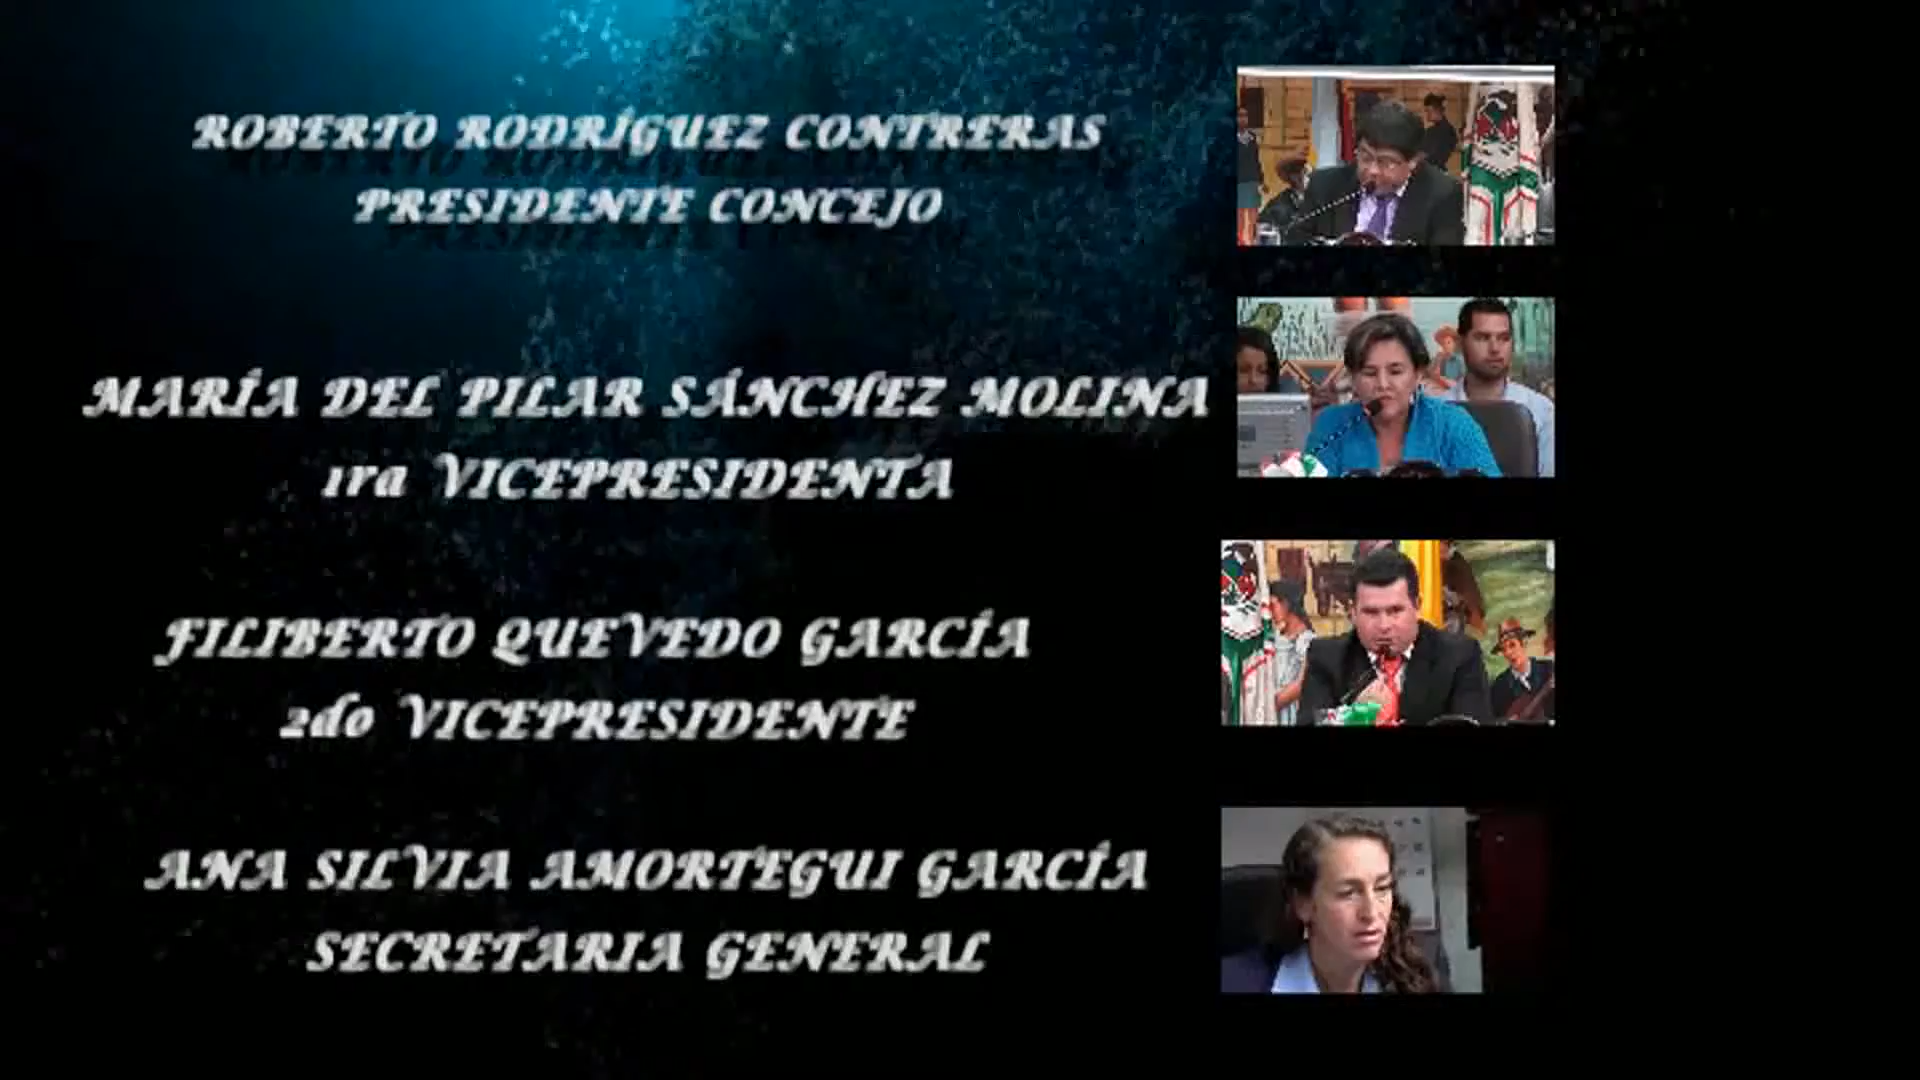 ROBERTO RODRÍGUEZ CONTRERAS
PRESIDENTE CONCEJO
MARÍA DEL PILAR SÁNCHEZ MOLINA
1ra VICEPRESIDENTA
FILIBERTO QUEVEDO GARCÍA
2do VICEPRESIDENTE
ANA SILVIA AMORTEGUI GARCÍA
SECRETARIA GENERAL